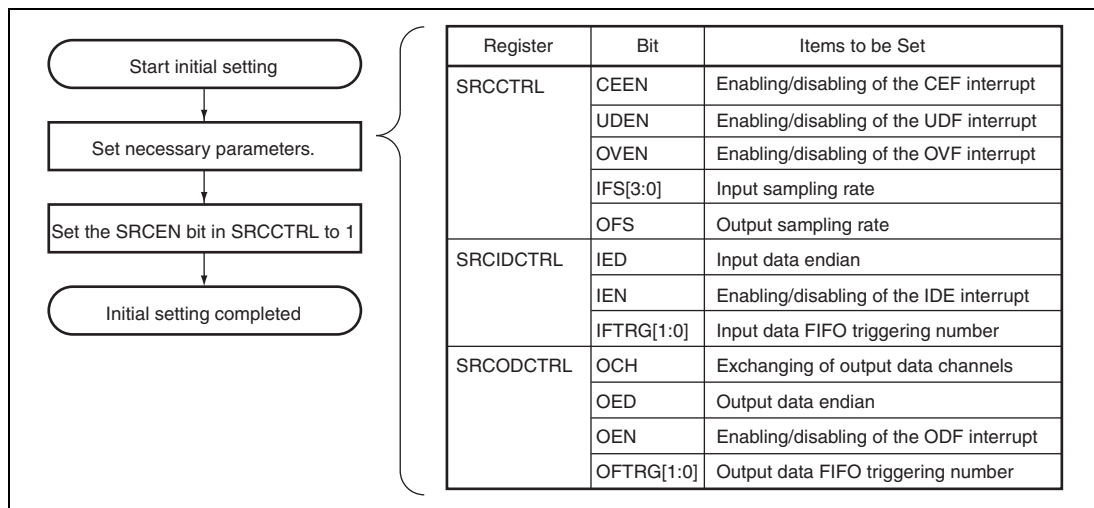 Start initial setting
Set necessary parameters.
Set the SRCEN bit in SRCCTRL to 1
Initial setting completed
Register Bit Items to be Set
SRCCTRL CEEN Enabling/disabling of the CEF interrupt
UDEN Enabling/disabling of the UDF interrupt
OVEN Enabling/disabling of the OVF interrupt
IFS[3:0] Input sampling rate
OFS Output sampling rate
SRCIDCTRL IED Input data endian
IEN Enabling/disabling of the IDE interrupt
IFTRG[1:0] Input data FIFO triggering number
SRCODCTRL OCH Exchanging of output data channels
OED Output data endian
OEN Enabling/disabling of the ODF interrupt
OFTRG[1:0] Output data FIFO triggering number